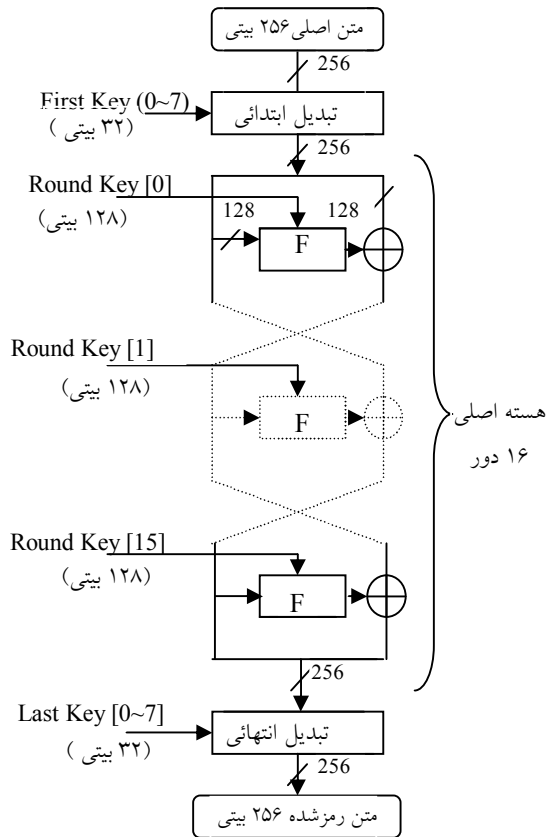 متن اصلی ۲۵۶ بیتی
256
First Key (0~7)
(۳۲ بیتی )
تبدیل ابتدائی
256
Round Key [0]
(۱۲۸ بیتی)
128
128
F
Round Key [1]
(۱۲۸ بیتی)
F
هسته اصلی
۱۶ دور
Round Key [15]
(۱۲۸ بیتی)
F
256
Last Key [0~7]
(۳۲ بیتی )
تبدیل انتهائی
256
متن رمزشده ۲۵۶ بیتی